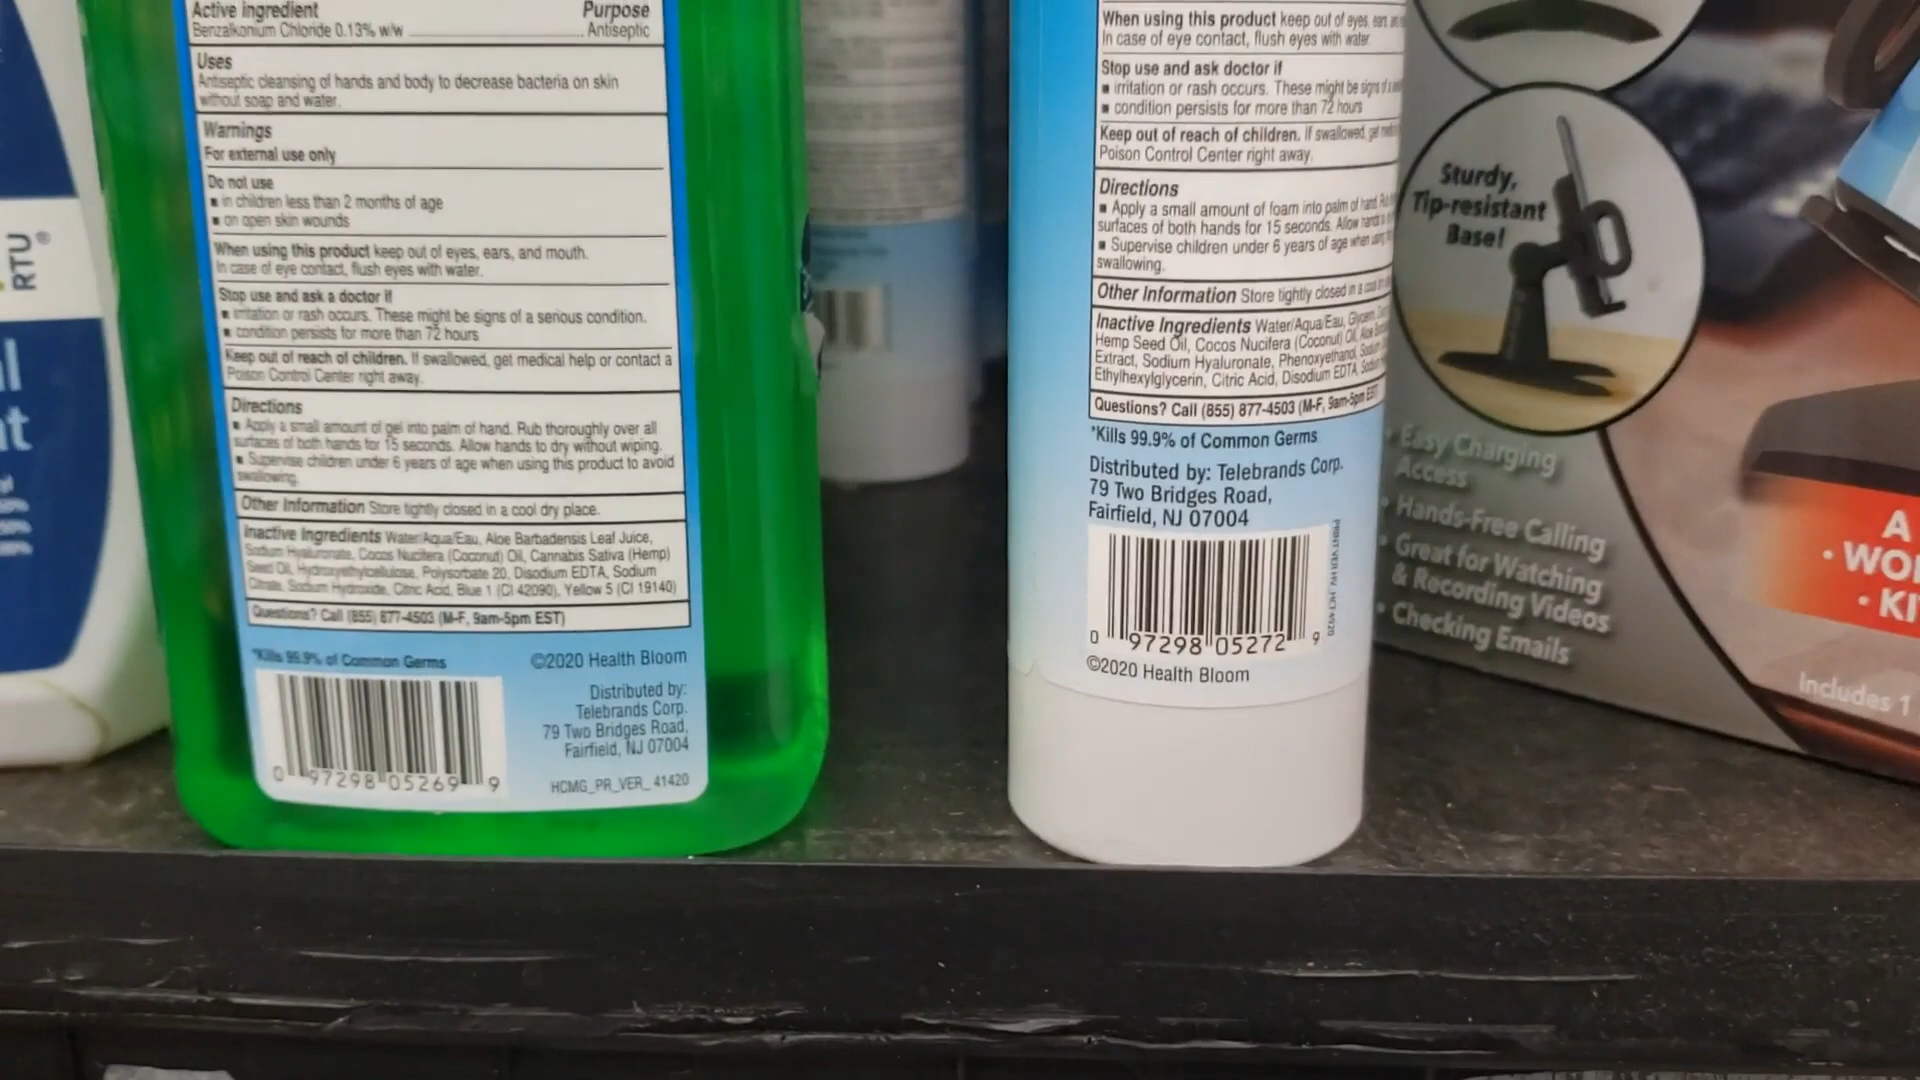 RTU®
l
t
Active ingredient Purpose
Benzalkonium Chloride 0.13% w/w Antiseptic
Uses
Antiseptic cleansing of hands and body to decrease bacteria on skin
without soap and water.
Warnings
For external use only
Do not use
■ in children less than 2 months of age
■ on open skin wounds
When using this product keep out of eyes, ears, and mouth.
In case of eye contact, flush eyes with water.
Stop use and ask a doctor if
■ irritation or rash occurs. These might be signs of a serious condition.
■ condition persists for more than 72 hours
Keep out of reach of children. If swallowed, get medical help or contact a
Poison Control Center right away.
Directions
■ Apply a small amount of gel into palm of hand. Rub thoroughly over all
surfaces of both hands for 15 seconds. Allow hands to dry without wiping.
■ Supervise children under 6 years of age when using this product to avoid
swallowing.
Other Information Store tightly closed in a cool dry place.
Inactive Ingredients Water/Aqua/Eau, Aloe Barbadensis Leaf Juice,
Sodium Hyaluronate, Cocos Nucifera (Coconut) Oil, Cannabis Sativa (Hemp)
Seed Oil, Hydroxyethylcellulose, Polysorbate 20, Disodium EDTA, Sodium
Citrate, Sodium Hydroxide, Citric Acid, Blue 1 (CI 42090), Yellow 5 (CI 19140)
Questions? Call (855) 877-4503 (M-F, 9am-5pm EST)
*Kills 99.9% of Common Germs
©2020 Health Bloom
Distributed by:
Telebrands Corp.
79 Two Bridges Road,
Fairfield, NJ 07004
HCMG_PR_VER_41420
0 97298 05269 9
When using this product keep out of eyes, ears,
In case of eye contact, flush eyes with water.
Stop use and ask doctor if
■ irritation or rash occurs. These might be signs of a
■ condition persists for more than 72 hours
Keep out of reach of children. If swallowed, get
Poison Control Center right away.
Directions
■ Apply a small amount of foam into palm of hand.
surfaces of both hands for 15 seconds. Allow hands
■ Supervise children under 6 years of age when using
swallowing.
Other Information Store tightly closed in a
Inactive Ingredients Water/Aqua/Eau, Glycerin,
Hemp Seed Oil, Cocos Nucifera (Coconut) Oil, Aloe
Extract, Sodium Hyaluronate, Phenoxyethanol,
Ethylhexylglycerin, Citric Acid, Disodium EDTA,
Questions? Call (855) 877-4503 (M-F, 9am-5pm EST
*Kills 99.9% of Common Germs
Distributed by: Telebrands Corp.
79 Two Bridges Road,
Fairfield, NJ 07004
0 97298 05272 9
©2020 Health Bloom
Sturdy,
Tip-resistant
Base!
• Easy Charging
Access
• Hands-Free Calling
• Great for Watching
& Recording Videos
• Checking Emails
A
• WO
• KI
Includes 1